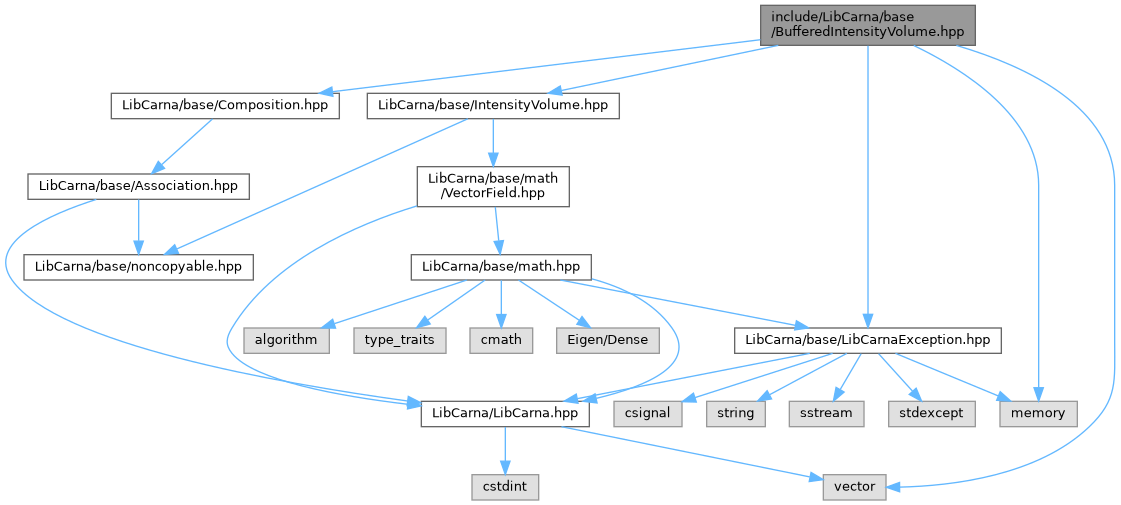 include/LibCarna/base
/BufferedIntensityVolume.hpp
LibCarna/base/Composition.hpp
LibCarna/base/IntensityVolume.hpp
LibCarna/base/Association.hpp
LibCarna/base/math
/VectorField.hpp
LibCarna/base/noncopyable.hpp
LibCarna/base/math.hpp
algorithm
type_traits
cmath
Eigen/Dense
LibCarna/base/LibCarnaException.hpp
LibCarna/LibCarna.hpp
csignal
string
sstream
stdexcept
memory
cstdint
vector